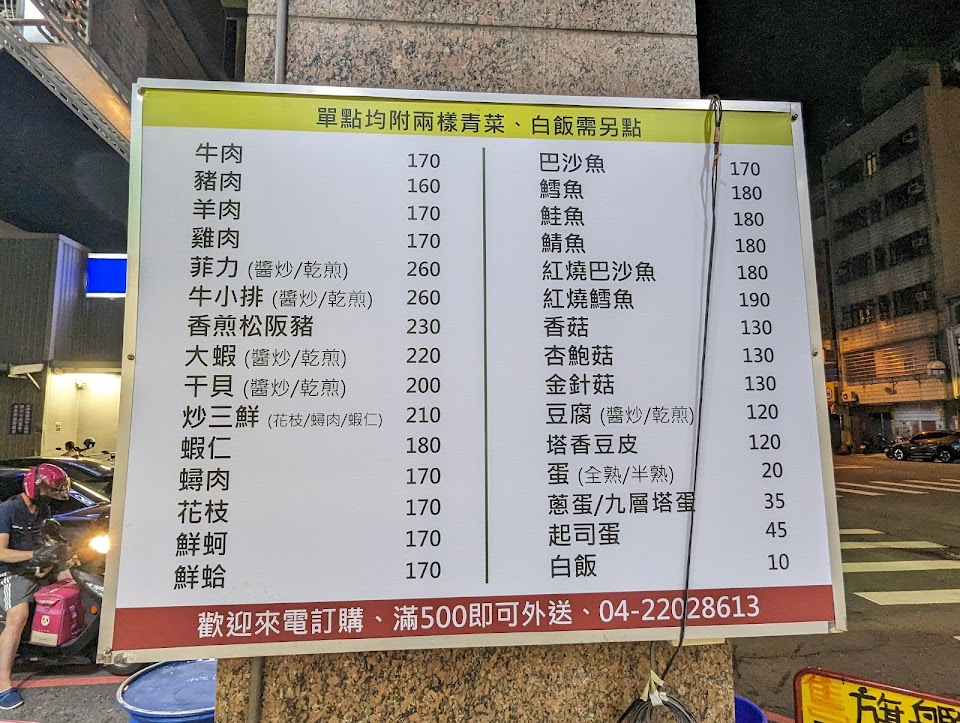 單點均附兩樣青菜、白飯需另點
牛肉 170
豬肉 160
羊肉 170
雞肉 170
菲力 (醬炒/乾煎) 260
牛小排 (醬炒/乾煎) 260
香煎松阪豬 230
大蝦 (醬炒/乾煎) 220
干貝 (醬炒/乾煎) 200
炒三鮮 (花枝/蟳肉/蝦仁) 210
蝦仁 180
蟳肉 170
花枝 170
鮮蚵 170
鮮蛤 170
巴沙魚 170
鱈魚 180
鮭魚 180
鯖魚 180
紅燒巴沙魚 180
紅燒鱈魚 190
香菇 130
杏鮑菇 130
金針菇 130
豆腐 (醬炒/乾煎) 120
塔香豆皮 120
蛋 (全熟/半熟) 20
蔥蛋/九層塔蛋 35
起司蛋 45
白飯 10
歡迎來電訂購、滿500即可外送、04-22028613
售 旗